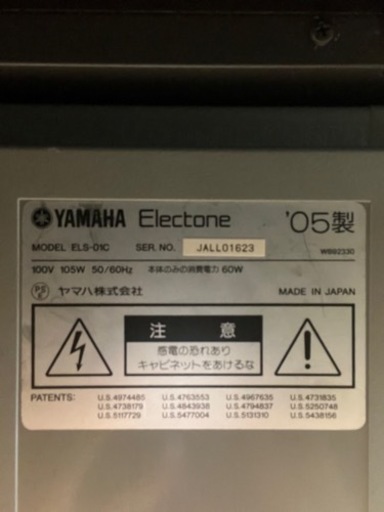 YAMAHA Electone '05製
MODEL ELS-01C SER. NO. JALL01623 WB92330
100V 105W 50/60Hz 本体のみの消費電力 60W
PSE ヤマハ株式会社 MADE IN JAPAN
注 意
感電の恐れあり
キャビネットをあけるな
PATENTS: U.S.4974485 U.S.4763553 U.S.4967635 U.S.4731835
U.S.4738179 U.S.4843938 U.S.4794837 U.S.5250748
U.S.5117729 U.S.5477004 U.S.5131310 U.S.5438156